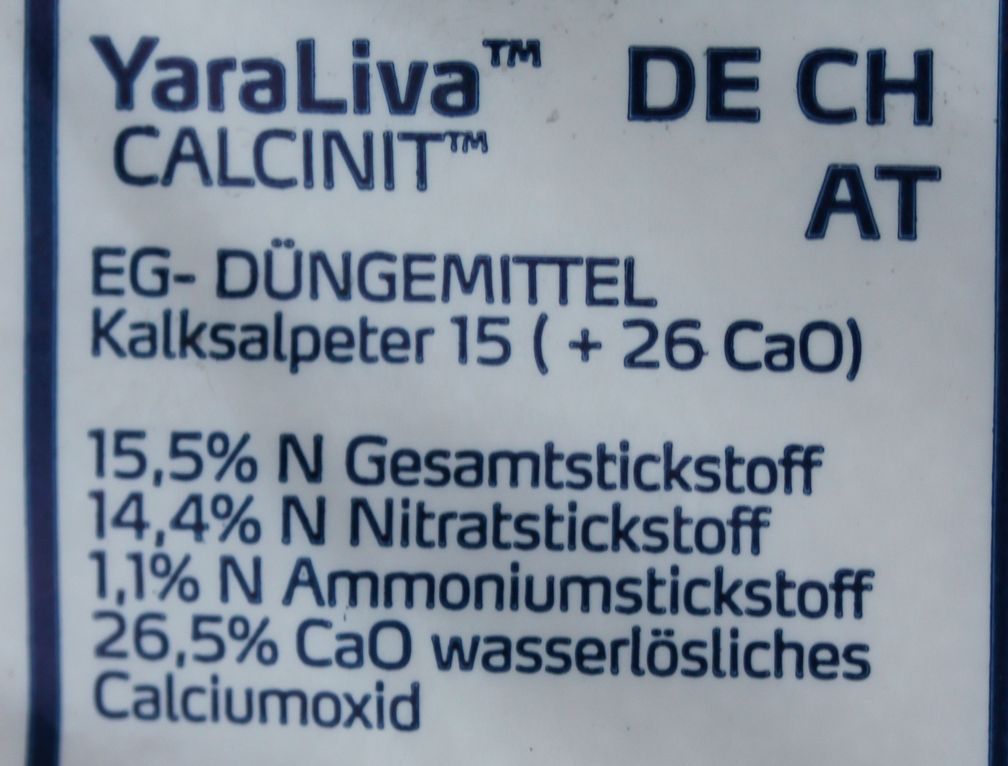 YaraLiva™ DE CH
CALCINIT™
AT
EG- DÜNGEMITTEL
Kalksalpeter 15 ( + 26 CaO)
15,5% N Gesamtstickstoff
14,4% N Nitratstickstoff
1,1% N Ammoniumstickstoff
26,5% CaO wasserlösliches
Calciumoxid